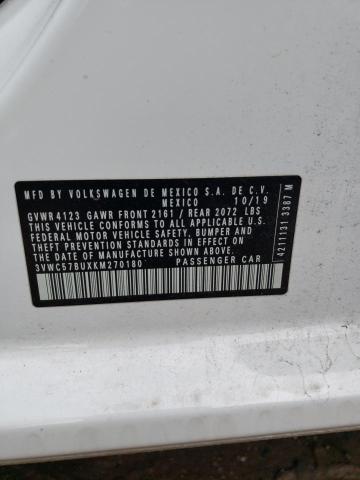 MFD BY VOLKSWAGEN DE MEXICO S.A. DE C.V.
MEXICO 10/19
GVWR 4123 GAWR FRONT 2161/ REAR 2072 LBS
THIS VEHICLE CONFORMS TO ALL APPLICABLE U.S.
FEDERAL MOTOR VEHICLE SAFETY, BUMPER AND
THEFT PREVENTION STANDARDS IN EFFECT ON
THE DATE OF MANUFACTURE SHOWN ABOVE.
3VWC57BUXKM270180 PASSENGER CAR
4211131 3387 M